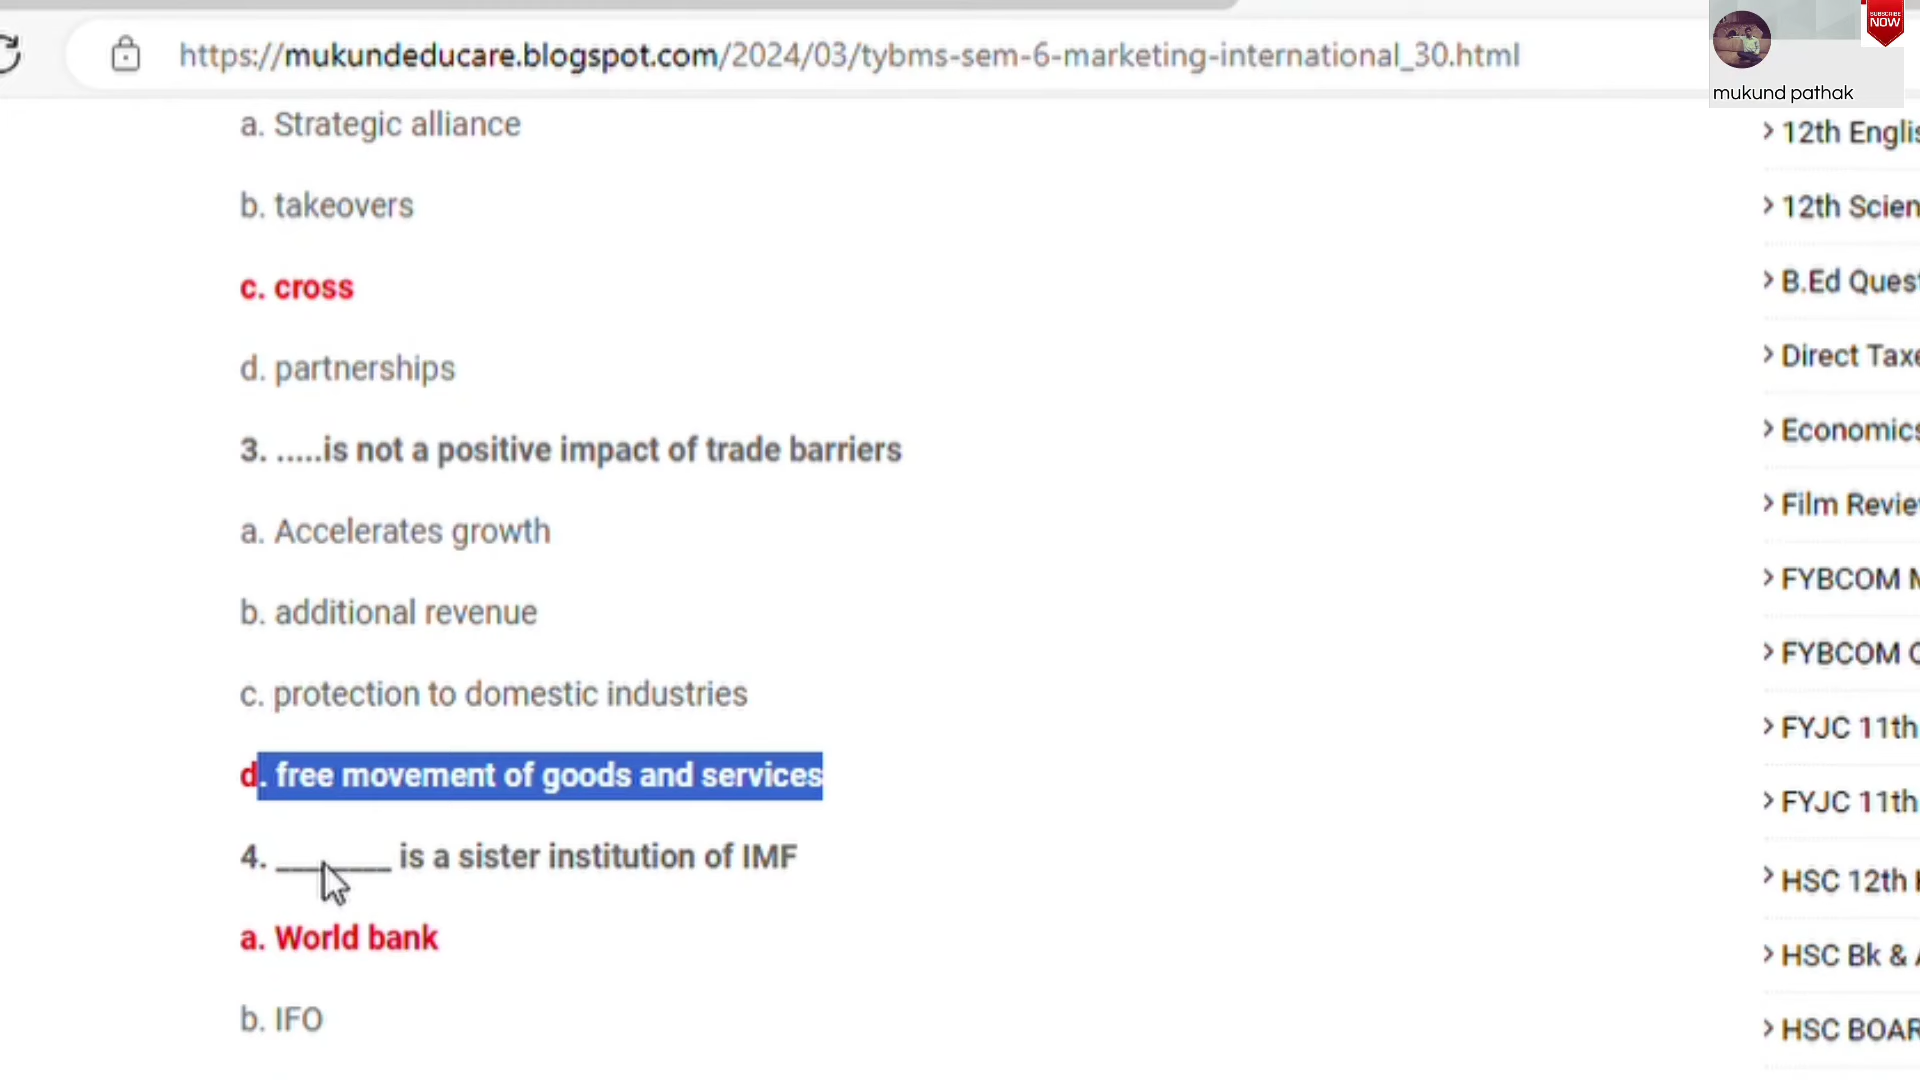 https://mukundeducare.blogspot.com/2024/03/tybms-sem-6-marketing-international_30.html
SUBSCRIBE
NOW
mukund pathak
a. Strategic alliance
b. takeovers
c. cross
d. partnerships
3. .....is not a positive impact of trade barriers
a. Accelerates growth
b. additional revenue
c. protection to domestic industries
d. free movement of goods and services
4. ________ is a sister institution of IMF
a. World bank
b. IFO
> 12th Englis
> 12th Scien
> B.Ed Ques
> Direct Taxe
> Economics
> Film Revie
> FYBCOM M
> FYBCOM
> FYJC 11th
> FYJC 11th
> HSC 12th
> HSC Bk &
> HSC BOAR